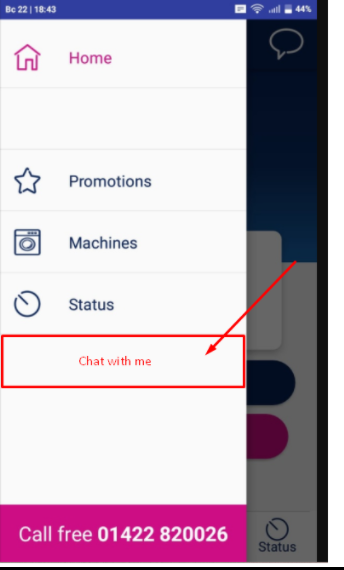 Вс 22 | 18:43 44%
Home
Promotions
Machines
Status
Chat with me
Call free 01422 820026
Status